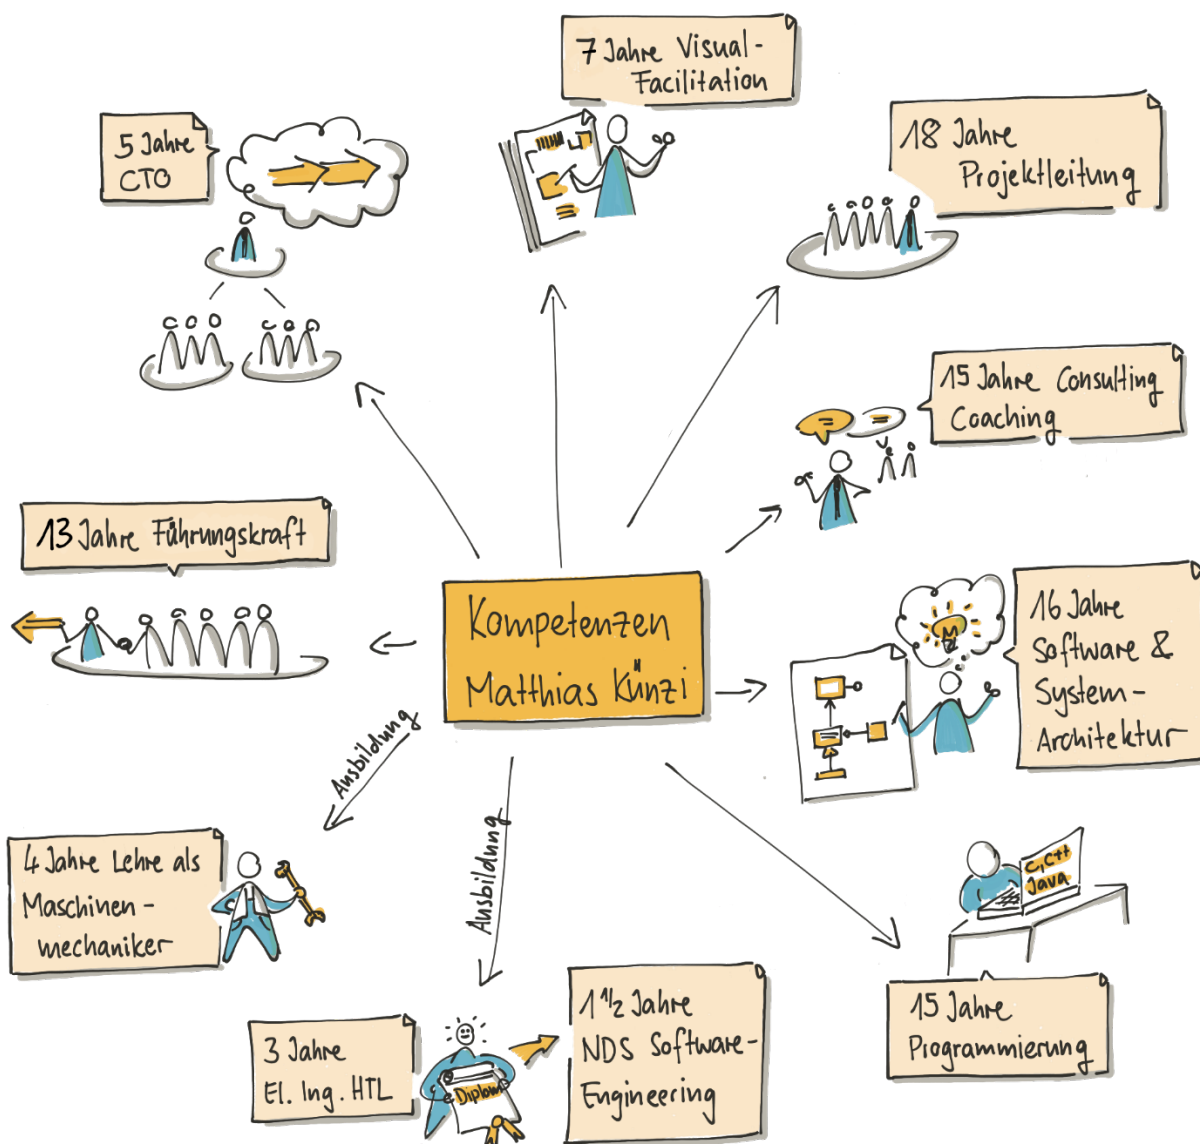 7 Jahre Visual-
Facilitation
5 Jahre
CTO
18 Jahre
Projektleitung
15 Jahre Consulting
Coaching
13 Jahre Führungskraft
Kompetenzen
Matthias Künzi
16 Jahre
Software &
System-
Architektur
Ausbildung
Ausbildung
4 Jahre Lehre als
Maschinen-
mechaniker
C, C++
Java
15 Jahre
Programmierung
3 Jahre
El. Ing. HTL
Diplom
1 1/2 Jahre
NDS Software-
Engineering